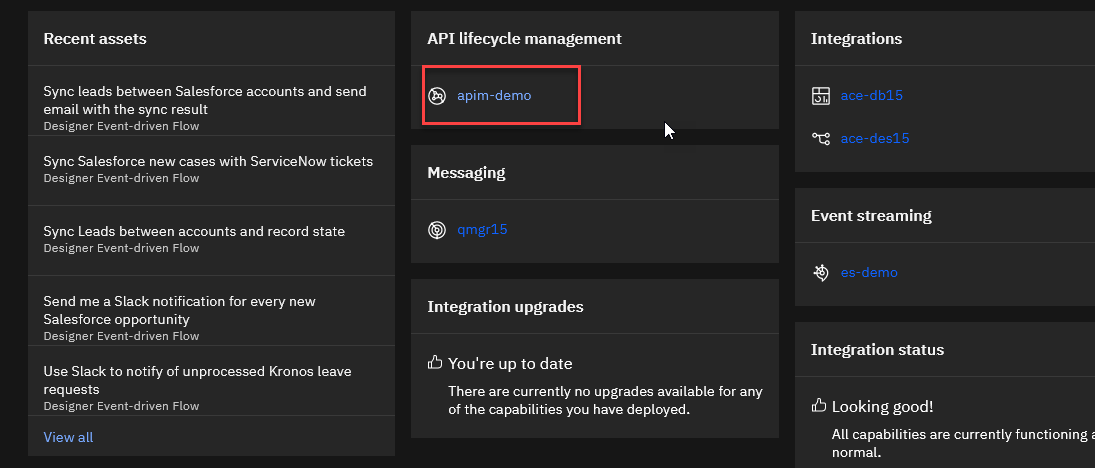 Recent assets
Sync leads between Salesforce accounts and send
email with the sync result
Designer Event-driven Flow
Sync Salesforce new cases with ServiceNow tickets
Designer Event-driven Flow
Sync Leads between accounts and record state
Designer Event-driven Flow
Send me a Slack notification for every new
Salesforce opportunity
Designer Event-driven Flow
Use Slack to notify of unprocessed Kronos leave
requests
Designer Event-driven Flow
View all
API lifecycle management
apim-demo
Messaging
qmgr15
Integration upgrades
You're up to date
There are currently no upgrades available for any
of the capabilities you have deployed.
Integrations
ace-db15
ace-des15
Event streaming
es-demo
Integration status
Looking good!
All capabilities are currently functioning a
normal.